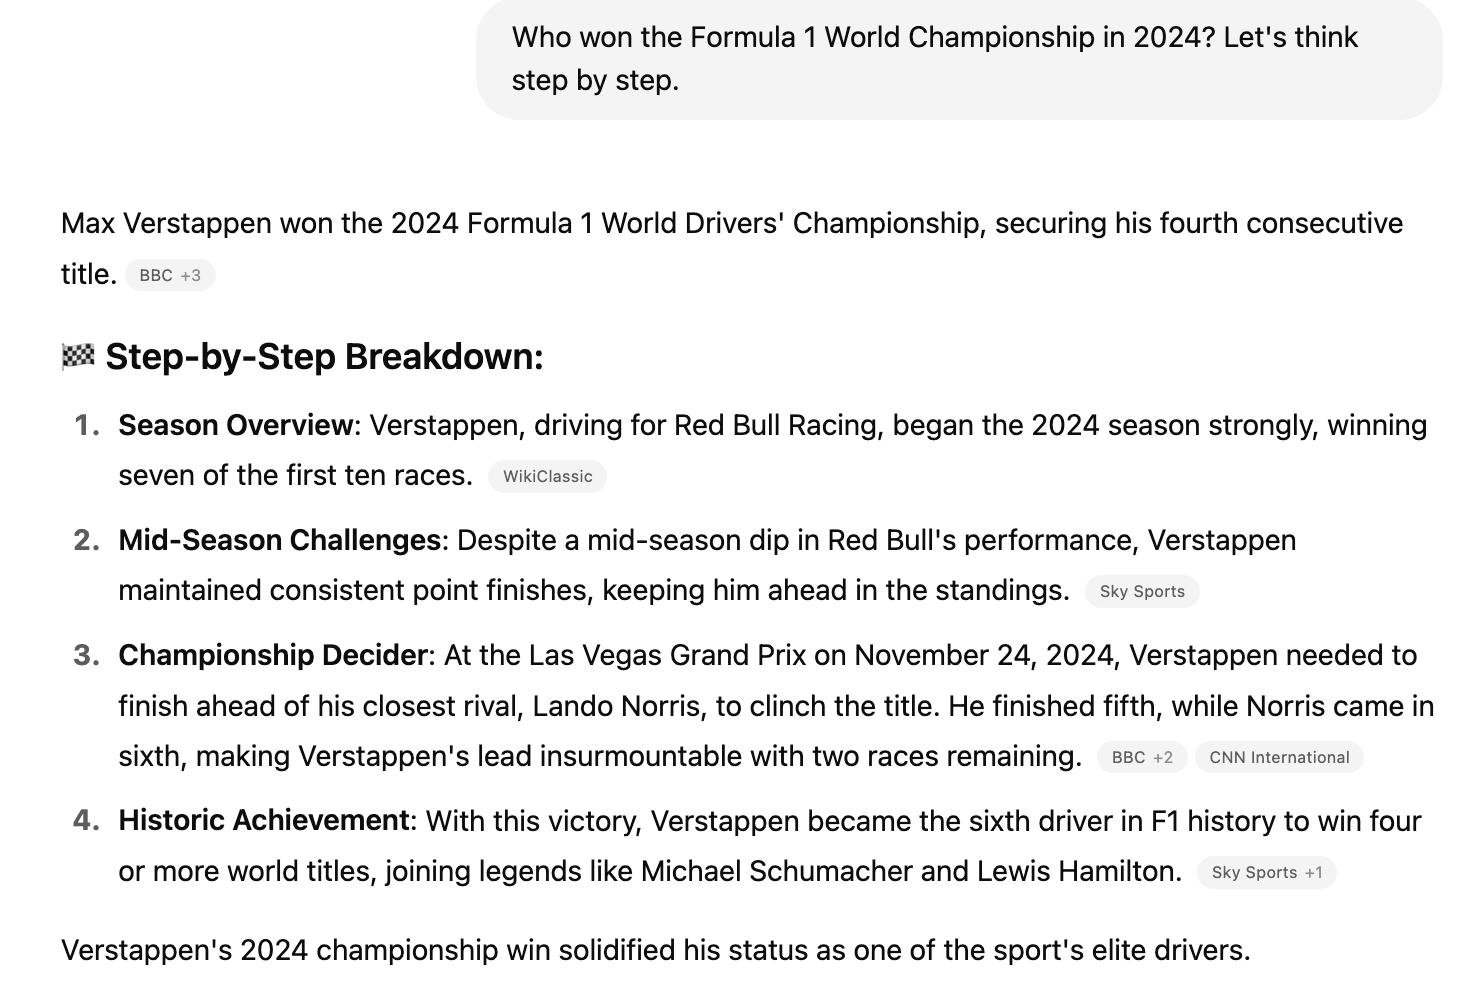 Who won the Formula 1 World Championship in 2024? Let's think
step by step.
Max Verstappen won the 2024 Formula 1 World Drivers' Championship, securing his fourth consecutive
title. BBC +3
🏁 Step-by-Step Breakdown:
1. Season Overview: Verstappen, driving for Red Bull Racing, began the 2024 season strongly, winning
seven of the first ten races. WikiClassic
2. Mid-Season Challenges: Despite a mid-season dip in Red Bull's performance, Verstappen
maintained consistent point finishes, keeping him ahead in the standings. Sky Sports
3. Championship Decider: At the Las Vegas Grand Prix on November 24, 2024, Verstappen needed to
finish ahead of his closest rival, Lando Norris, to clinch the title. He finished fifth, while Norris came in
sixth, making Verstappen's lead insurmountable with two races remaining. BBC +2 CNN International
4. Historic Achievement: With this victory, Verstappen became the sixth driver in F1 history to win four
or more world titles, joining legends like Michael Schumacher and Lewis Hamilton. Sky Sports +1
Verstappen's 2024 championship win solidified his status as one of the sport's elite drivers.